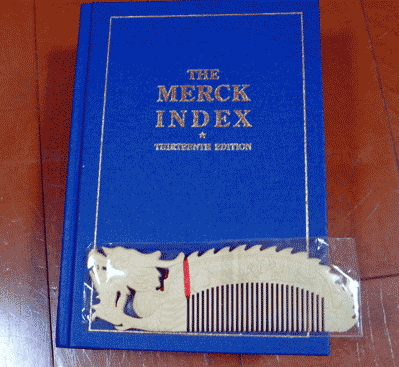 THE
MERCK
INDEX
THIRTEENTH EDITION